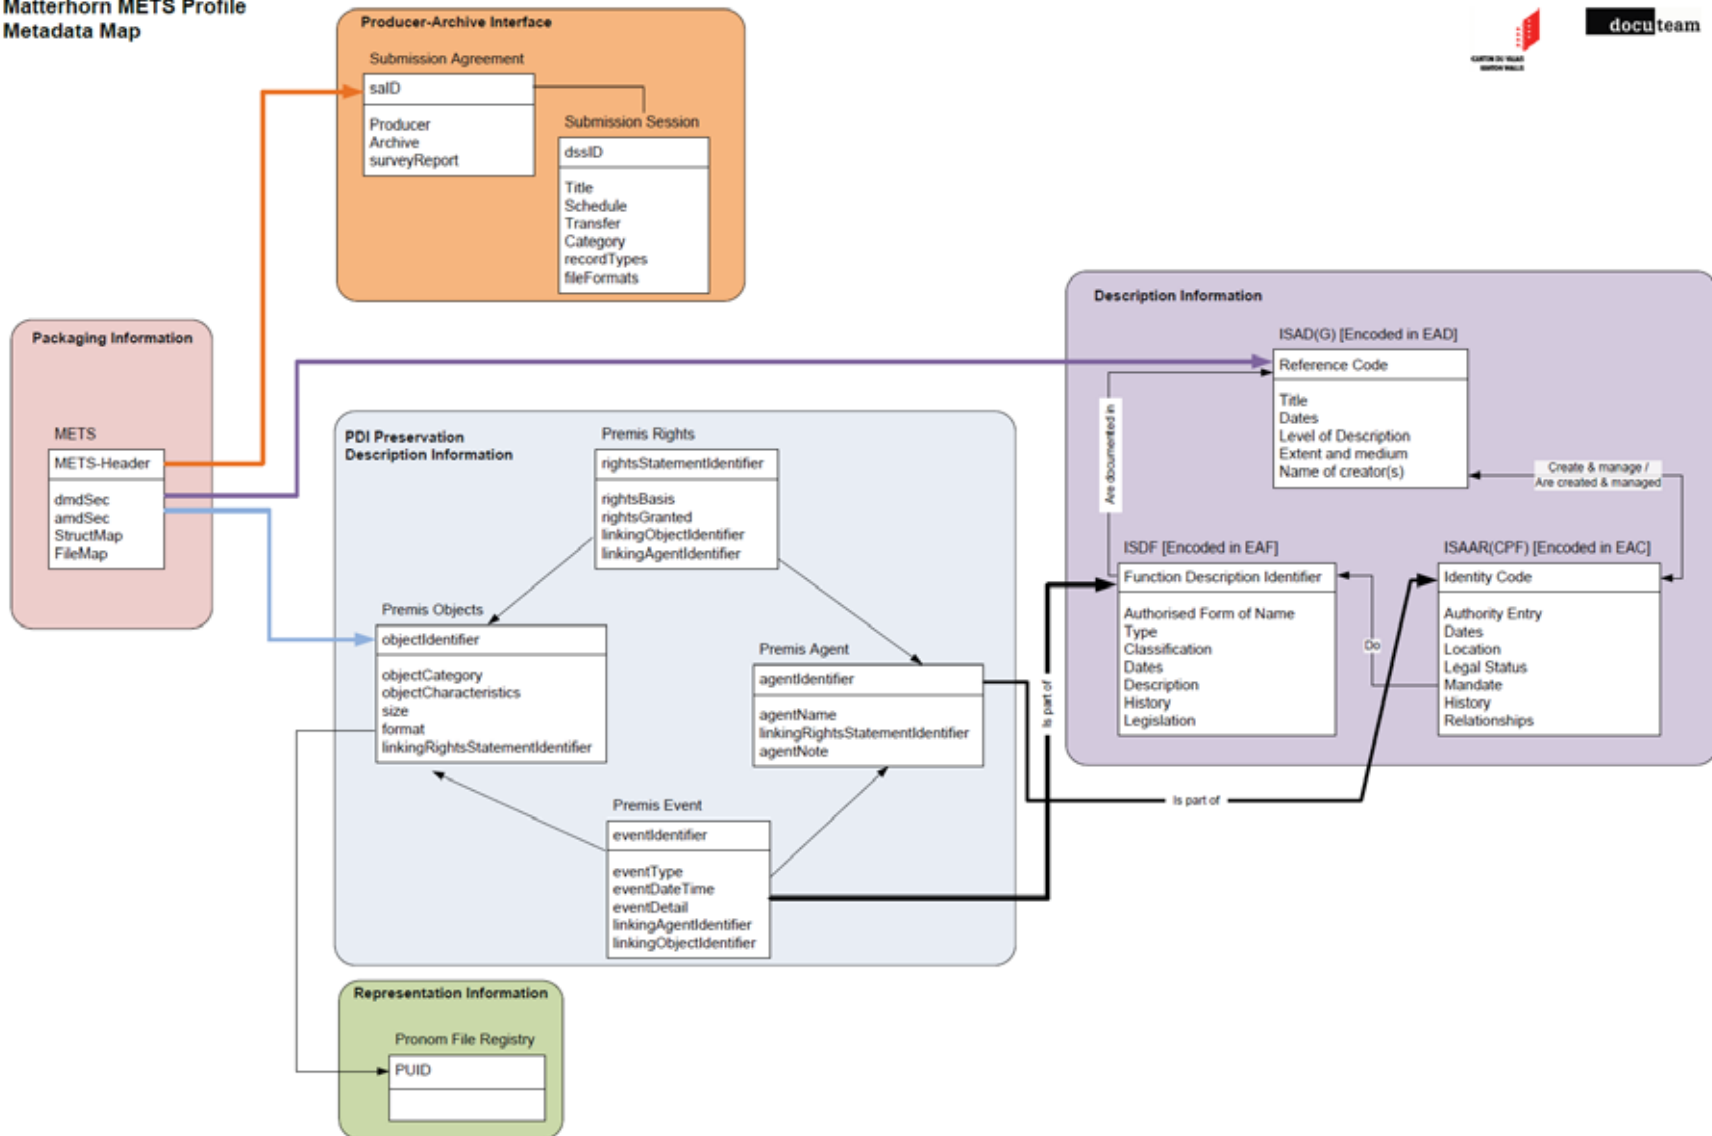 Matterhorn METS Profile
Metadata Map
docuteam
CANTON DU VALAIS
KANTON WALLIS
Producer-Archive Interface
Submission Agreement
saID
Producer
Archive
surveyReport
Submission Session
dssID
Title
Schedule
Transfer
Category
recordTypes
fileFormats
Packaging Information
METS
METS-Header
dmdSec
amdSec
StructMap
FileMap
PDI Preservation
Description Information
Premis Rights
rightsStatementIdentifier
rightsBasis
rightsGranted
linkingObjectIdentifier
linkingAgentIdentifier
Premis Objects
objectIdentifier
objectCategory
objectCharacteristics
size
format
linkingRightsStatementIdentifier
Premis Agent
agentIdentifier
agentName
linkingRightsStatementIdentifier
agentNote
Premis Event
eventIdentifier
eventType
eventDateTime
eventDetail
linkingAgentIdentifier
linkingObjectIdentifier
Representation Information
Pronom File Registry
PUID
Description Information
ISAD(G) [Encoded in EAD]
Reference Code
Title
Dates
Level of Description
Extent and medium
Name of creator(s)
Are documented in
Create & manage /
Are created & managed
ISDF [Encoded in EAF]
Function Description Identifier
Authorised Form of Name
Type
Classification
Dates
Description
History
Legislation
Do
ISAAR(CPF) [Encoded in EAC]
Identity Code
Authority Entry
Dates
Location
Legal Status
Mandate
History
Relationships
Is part of
Is part of